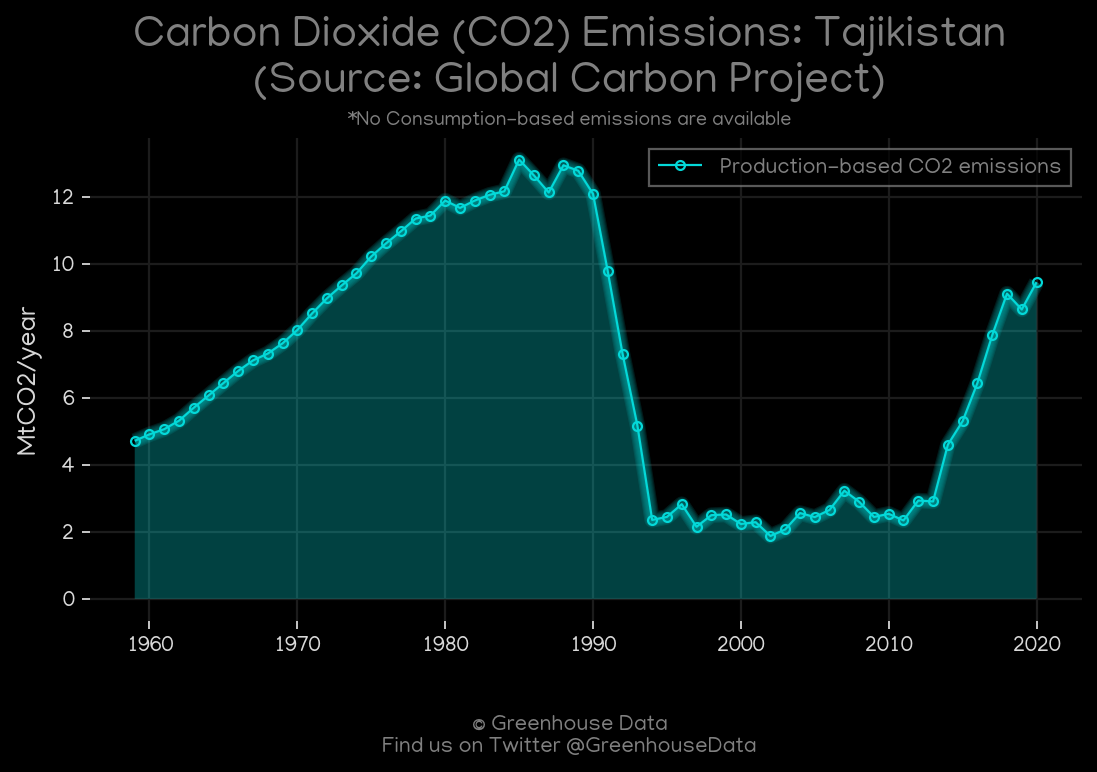 Carbon Dioxide (CO2) Emissions: Tajikistan
(Source: Global Carbon Project)
*No Consumption-based emissions are available
Production-based CO2 emissions
MtCO2/year
12
10
8
6
4
2
0
1960 1970 1980 1990 2000 2010 2020
© Greenhouse Data
Find us on Twitter @GreenhouseData